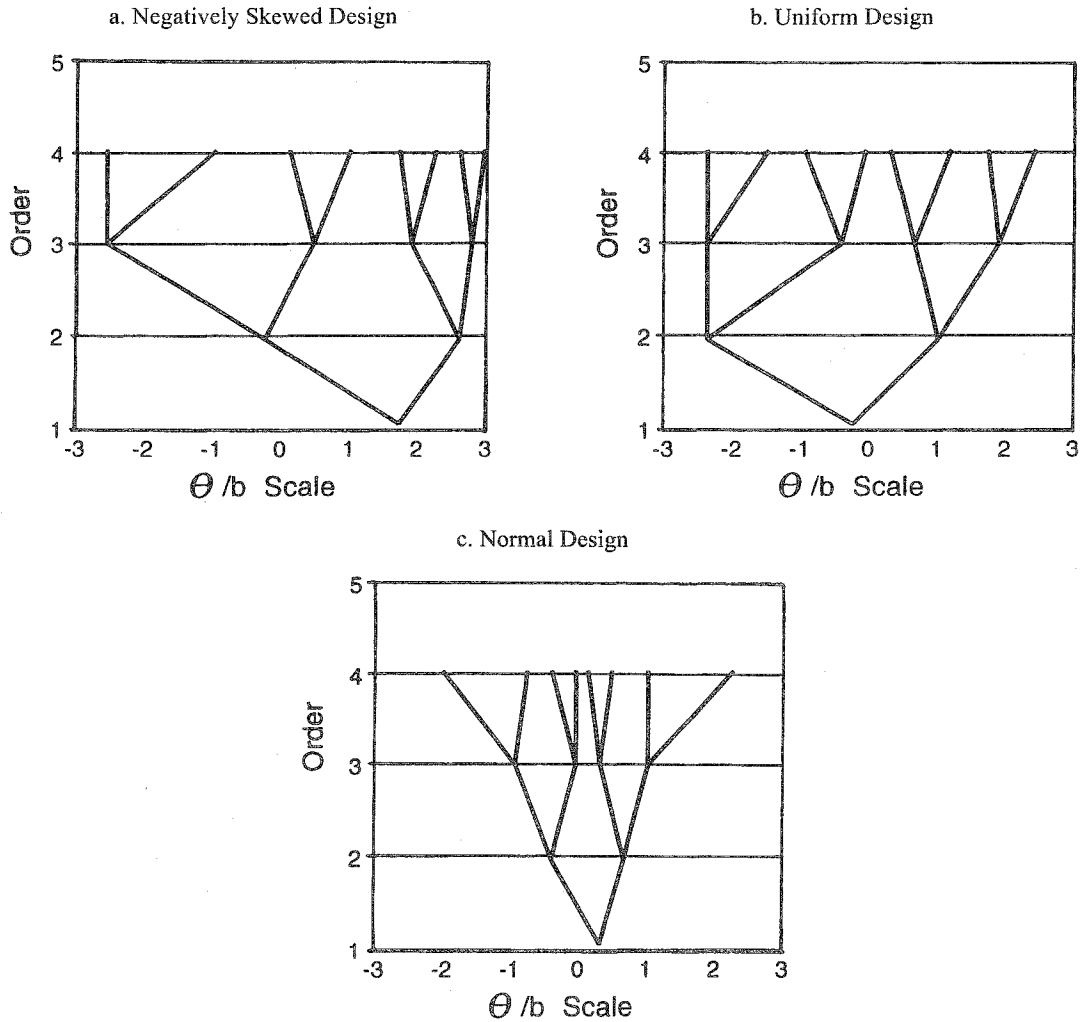 a. Negatively Skewed Design
5
4
3
2
1
Order
-3 -2 -1 0 1 2 3
Θ /b Scale
b. Uniform Design
5
4
3
2
1
Order
-3 -2 -1 0 1 2 3
Θ /b Scale
c. Normal Design
5
4
3
2
1
Order
-3 -2 -1 0 1 2 3
Θ /b Scale